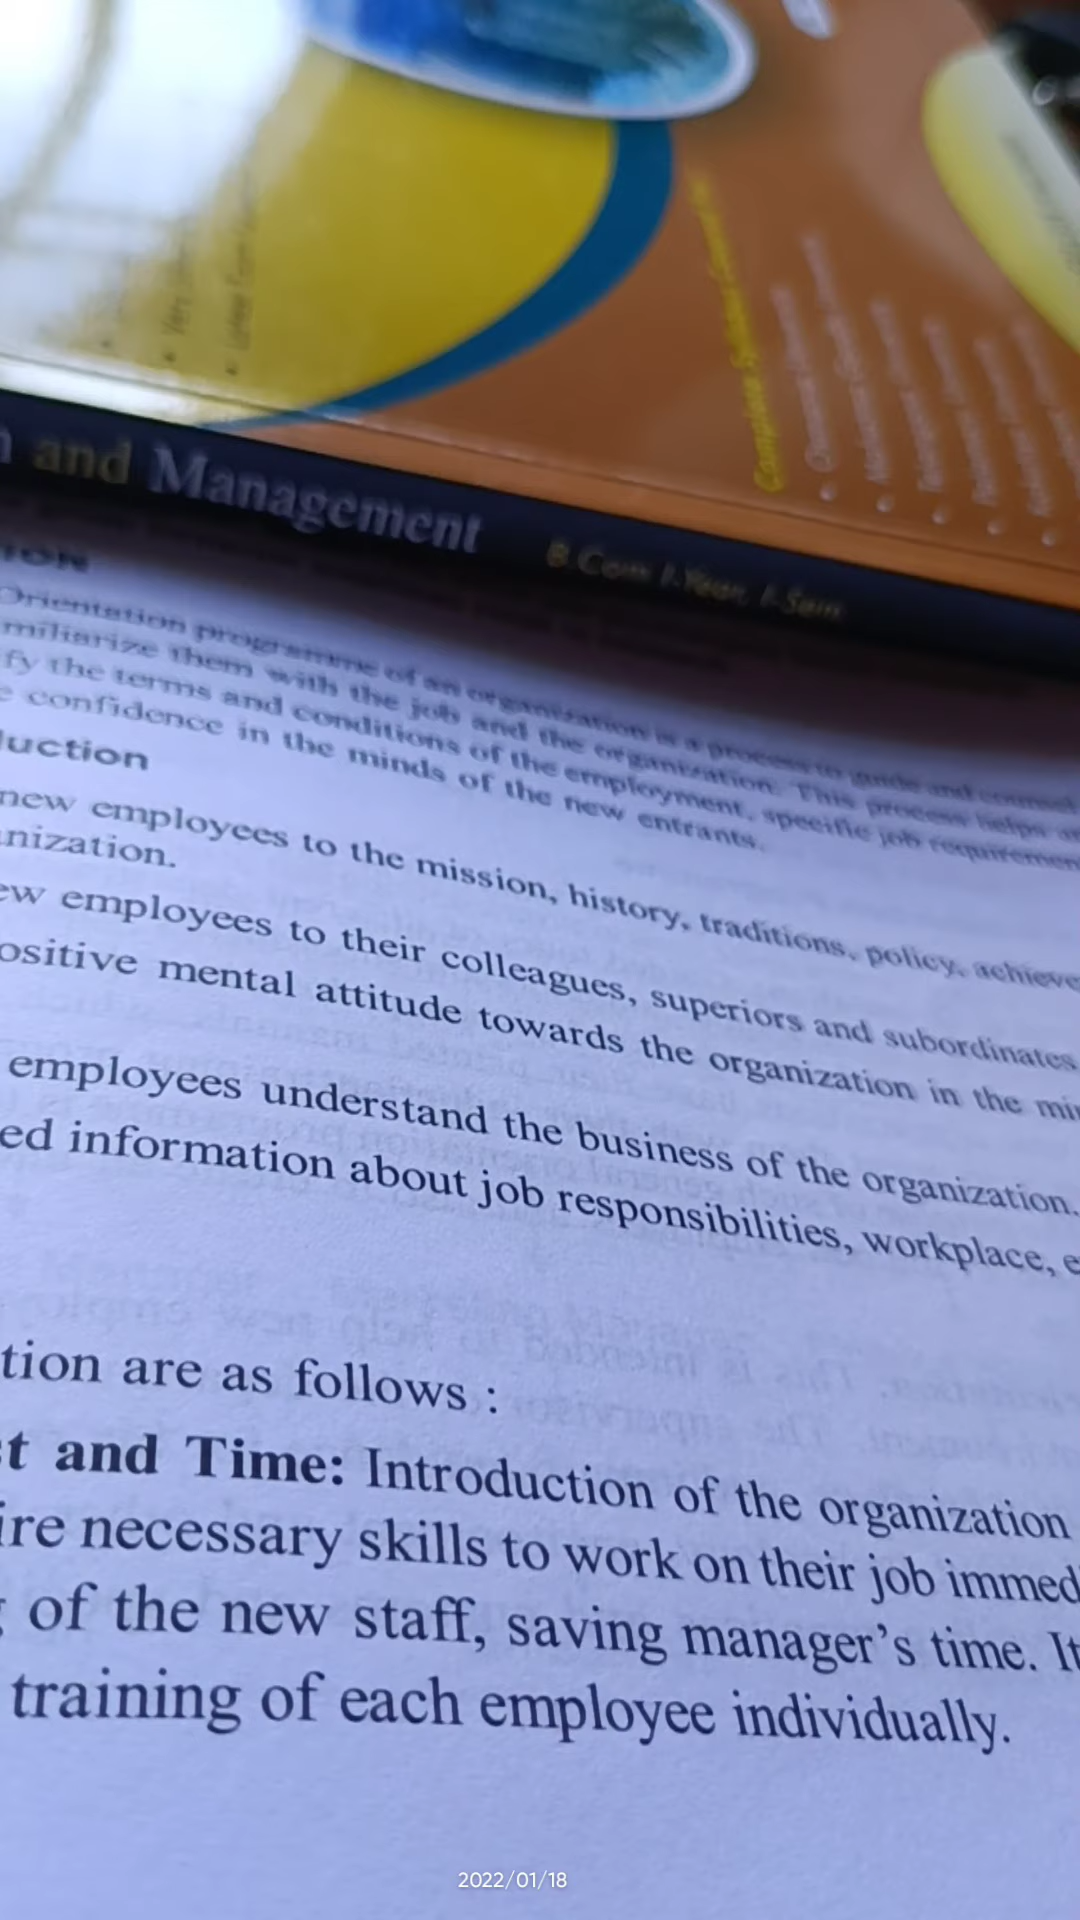 and Management
B.Com I-Year, I-Sem
Orientation programme of an organization is a process to guide and counsel
miliarize them with the job and the organization. This process helps
fy the terms and conditions of the employment, specific job requiremen
e confidence in the minds of the new entrants.
luction
new employees to the mission, history, traditions, policy, achieve
nization.
ew employees to their colleagues, superiors and subordinates.
ositive mental attitude towards the organization in the mi
employees understand the business of the organization.
ed information about job responsibilities, workplace, e
tion are as follows :
t and Time: Introduction of the organization
ire necessary skills to work on their job immed
of the new staff, saving manager's time. It
training of each employee individually.
2022/01/18